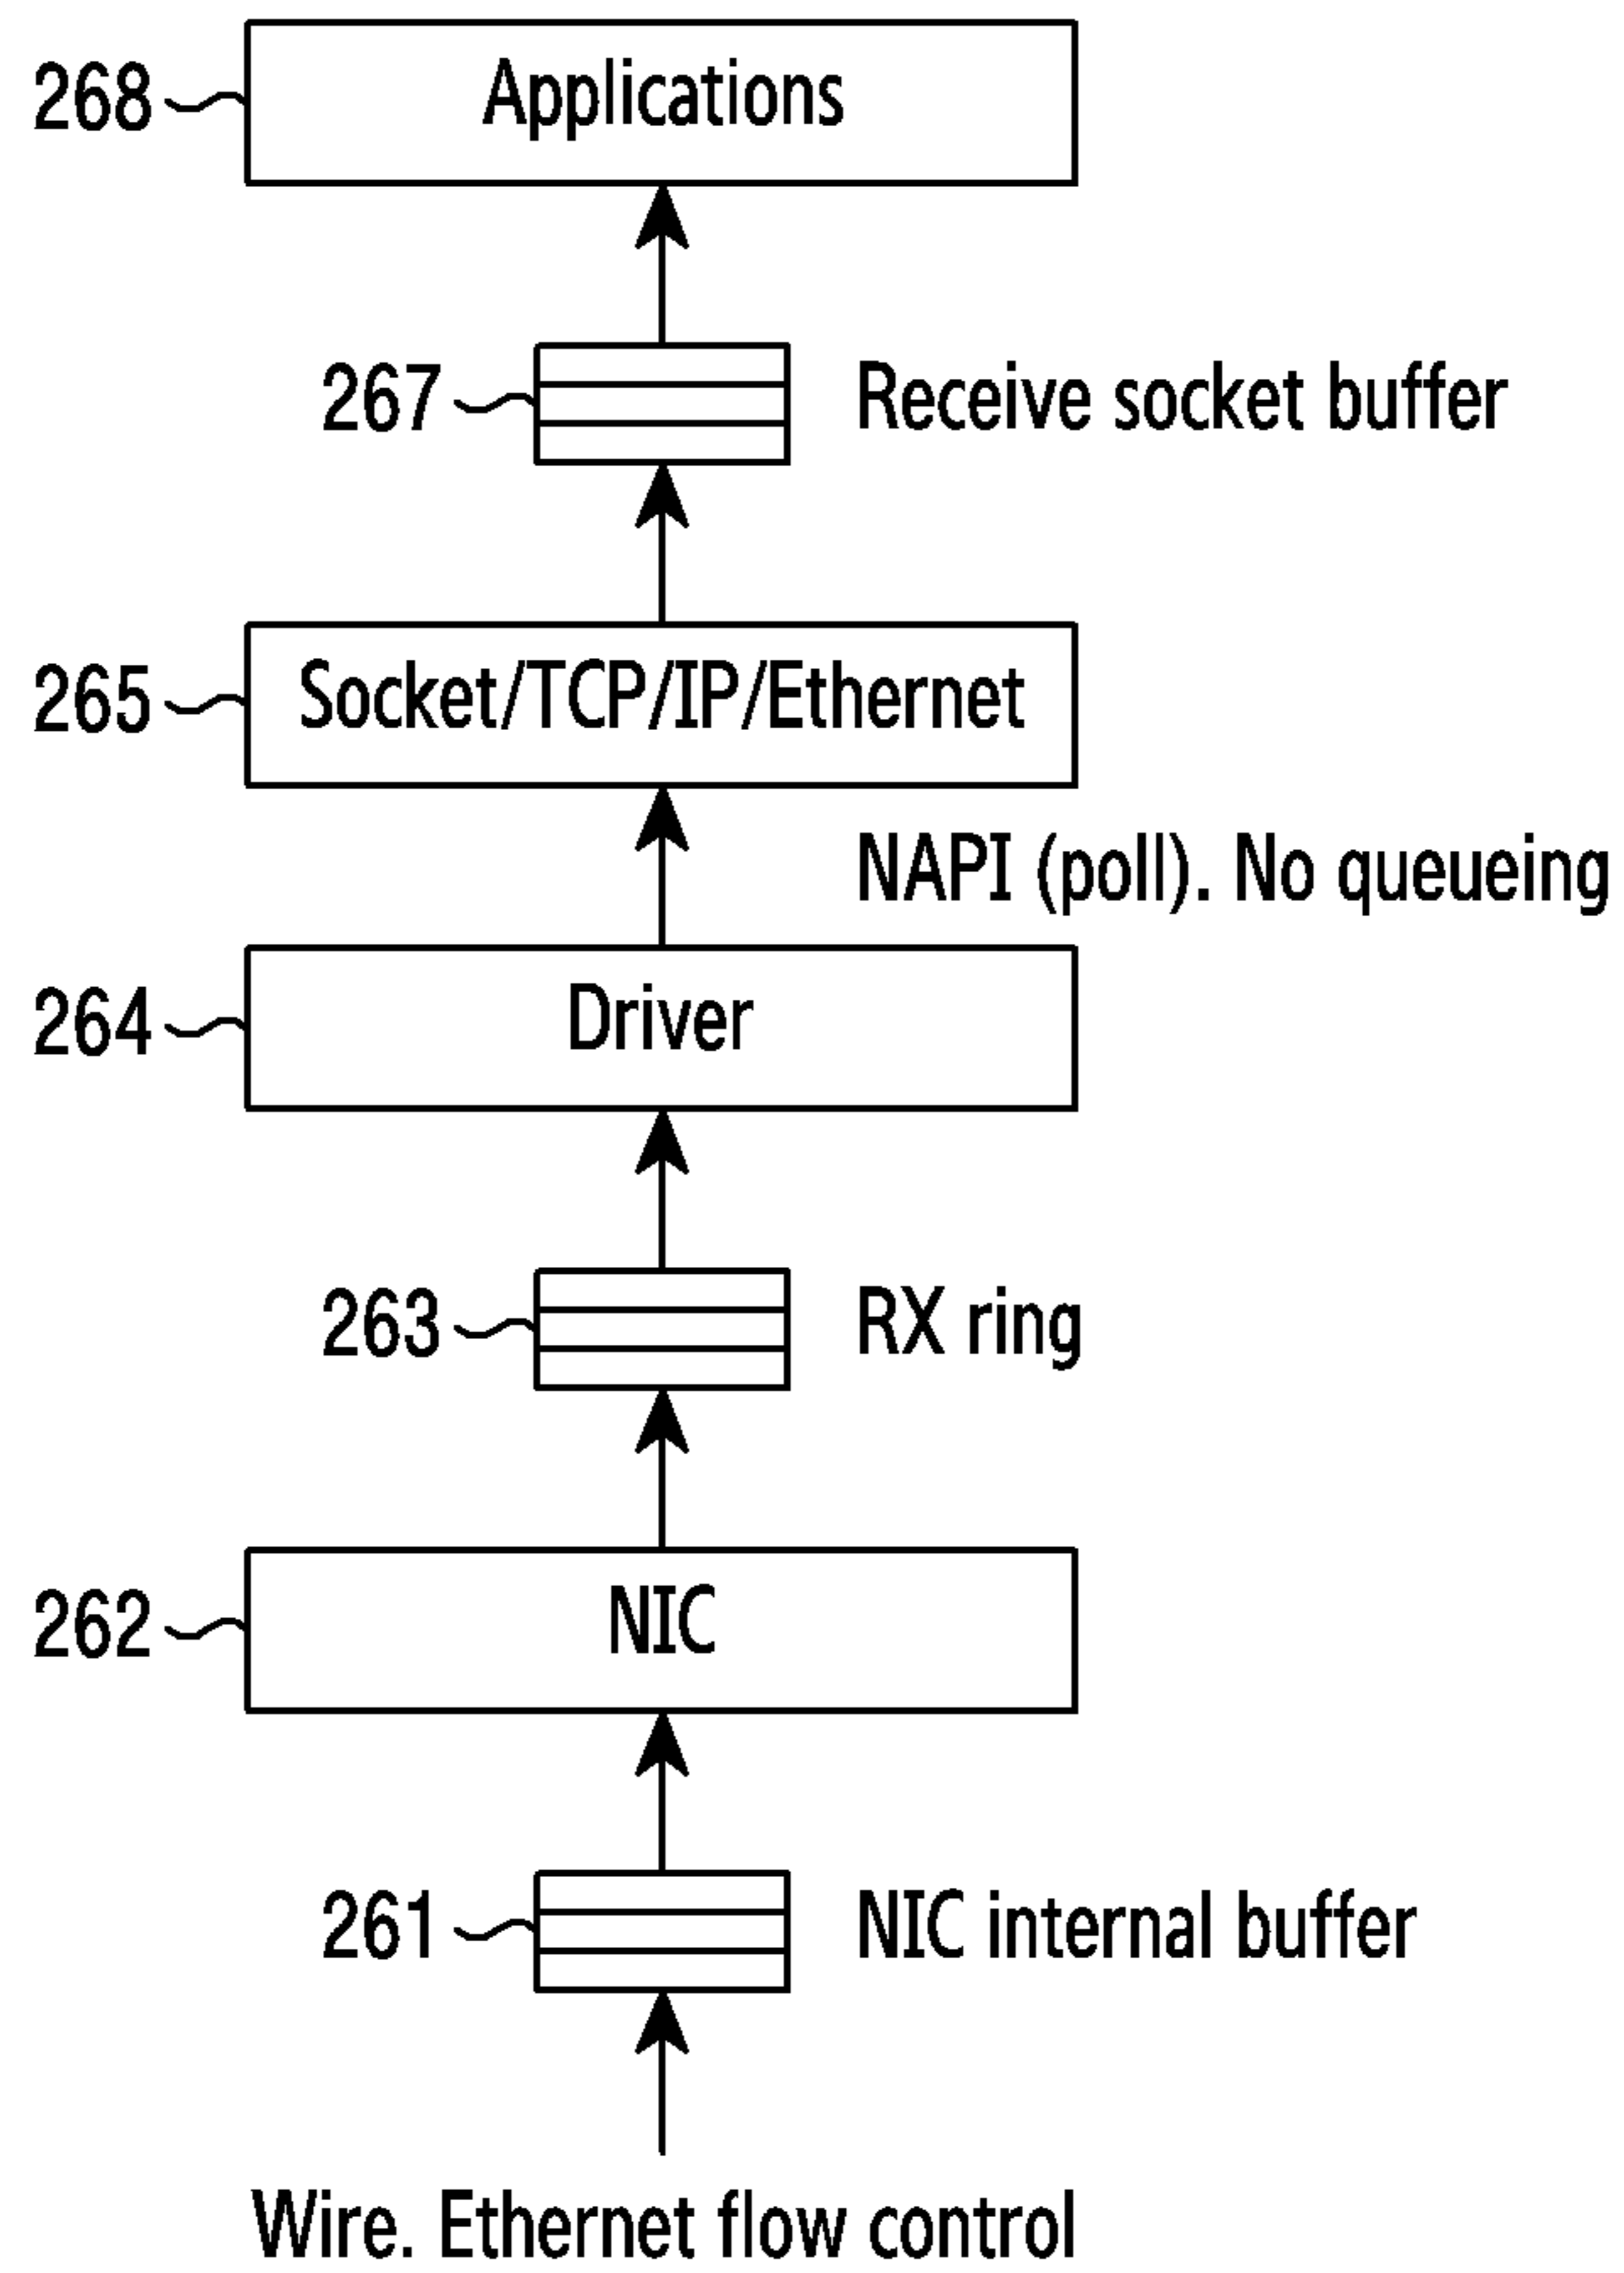 268 Applications
267 Receive socket buffer
265 Socket/TCP/IP/Ethernet
NAPI (poll). No queueing
264 Driver
263 RX ring
262 NIC
261 NIC internal buffer
Wire. Ethernet flow control